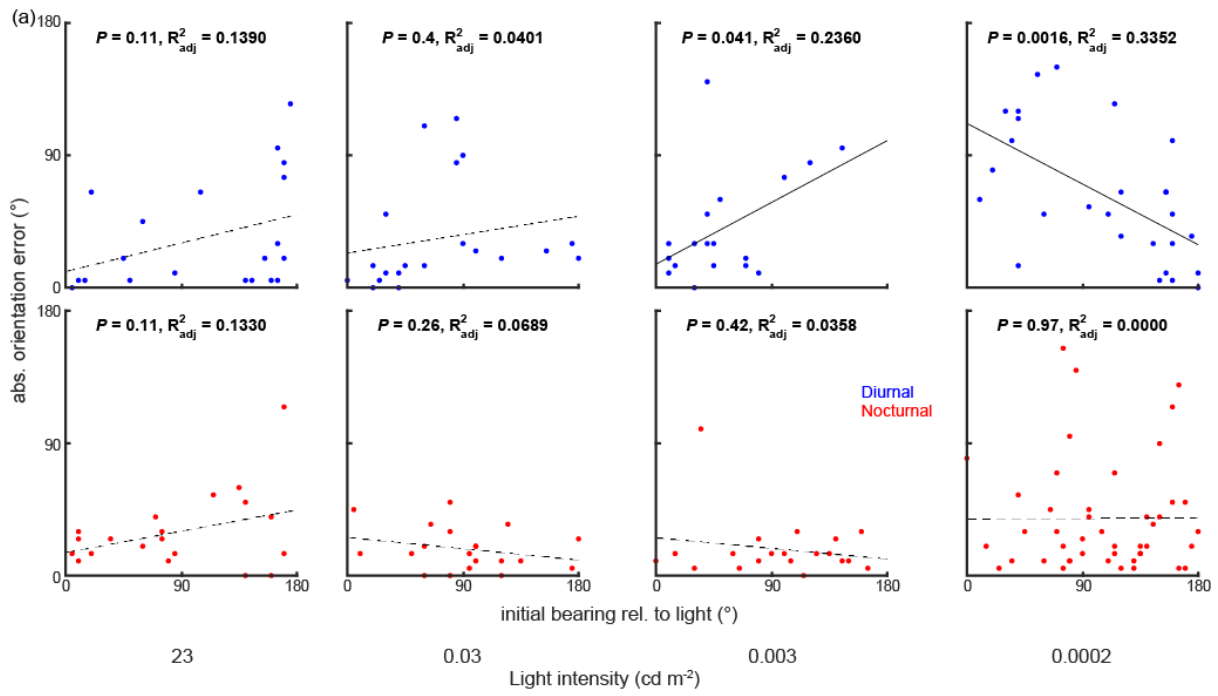 (a)
180
90
0
abs. orientation error (°)
P = 0.11, R²adj = 0.1390
P = 0.4, R²adj = 0.0401
P = 0.041, R²adj = 0.2360
P = 0.0016, R²adj = 0.3352
180
90
0
P = 0.11, R²adj = 0.1330
P = 0.26, R²adj = 0.0689
P = 0.42, R²adj = 0.0358
P = 0.97, R²adj = 0.0000
Diurnal
Nocturnal
0 90 180
0 90 180
0 90 180
0 90 180
initial bearing rel. to light (°)
23 0.03 0.003 0.0002
Light intensity (cd m⁻²)